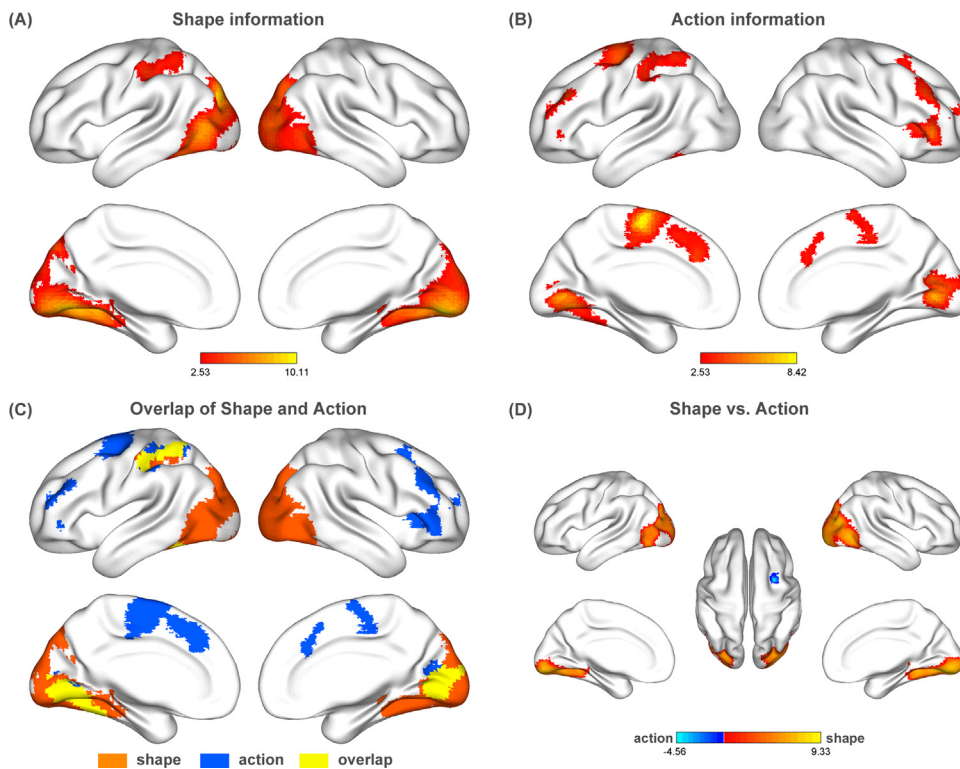 (A) Shape information
(B) Action information
2.53 10.11
2.53 8.42
(C) Overlap of Shape and Action
(D) Shape vs. Action
shape action overlap
action shape
-4.56 9.33